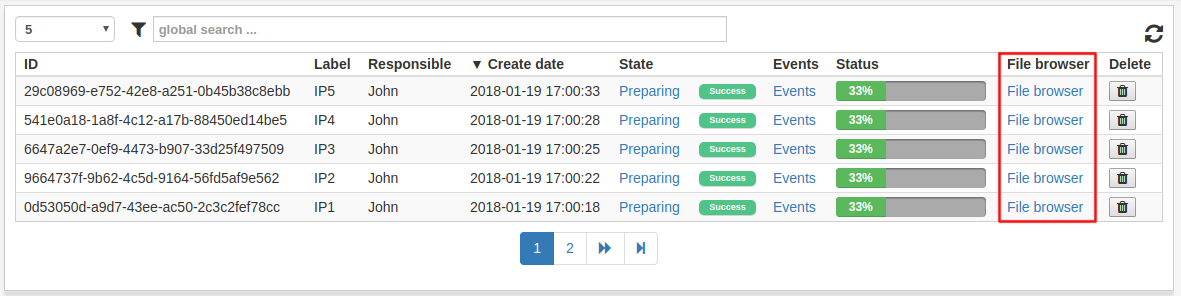 5
global search ...
ID Label Responsible ▼ Create date State Events Status File browser Delete
29c08969-e752-42e8-a251-0b45b38c8ebb IP5 John 2018-01-19 17:00:33 Preparing Success Events 33% File browser
541e0a18-1a8f-4c12-a17b-88450ed14be5 IP4 John 2018-01-19 17:00:28 Preparing Success Events 33% File browser
6647a2e7-0ef9-4473-b907-33d25f497509 IP3 John 2018-01-19 17:00:25 Preparing Success Events 33% File browser
9664737f-9b62-4c5d-9164-56fd5af9e562 IP2 John 2018-01-19 17:00:22 Preparing Success Events 33% File browser
0d53050d-a9d7-43ee-ac50-2c3c2fef78cc IP1 John 2018-01-19 17:00:18 Preparing Success Events 33% File browser
1 2